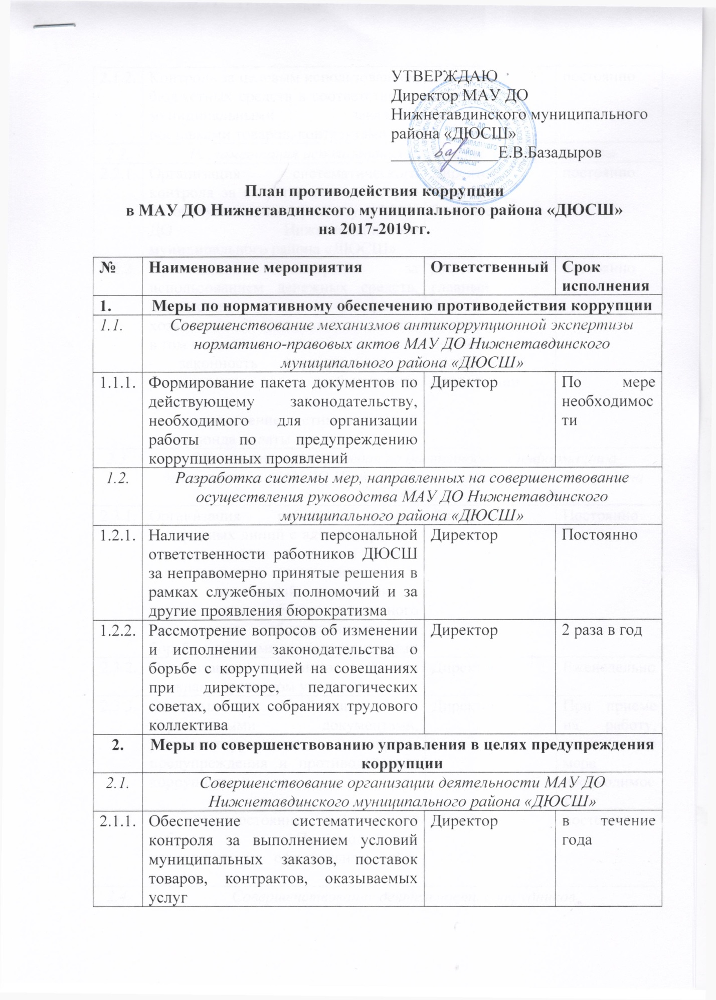 УТВЕРЖДАЮ
Директор МАУ ДО
Нижнетавдинского муниципального
района «ДЮСШ»
Е.В.Базадыров
МАУ ДО
НИЖНЕТАВДИНСКОГО
МУНИЦИПАЛЬНОГО
РАЙОНА
"ДЮСШ"
План противодействия коррупции
в МАУ ДО Нижнетавдинского муниципального района «ДЮСШ»
на 2017-2019гг.
№ Наименование мероприятия Ответственный Срок
исполнения
1. Меры по нормативному обеспечению противодействия коррупции
1.1. Совершенствование механизмов антикоррупционной экспертизы
нормативно-правовых актов МАУ ДО Нижнетавдинского
муниципального района «ДЮСШ»
1.1.1. Формирование пакета документов по Директор По мере
действующему законодательству, необходимос
необходимого для организации ти
работы по предупреждению
коррупционных проявлений
1.2. Разработка системы мер, направленных на совершенствование
осуществления руководства МАУ ДО Нижнетавдинского
муниципального района «ДЮСШ»
1.2.1. Наличие персональной Директор Постоянно
ответственности работников ДЮСШ
за неправомерно принятые решения в
рамках служебных полномочий и за
другие проявления бюрократизма
1.2.2. Рассмотрение вопросов об изменении Директор 2 раза в год
и исполнении законодательства о
борьбе с коррупцией на совещаниях
при директоре, педагогических
советах, общих собраниях трудового
коллектива
2. Меры по совершенствованию управления в целях предупреждения
коррупции
2.1. Совершенствование организации деятельности МАУ ДО
Нижнетавдинского муниципального района «ДЮСШ»
2.1.1. Обеспечение систематического Директор в течение
контроля за выполнением условий года
муниципальных заказов, поставок
товаров, контрактов, оказываемых
услуг